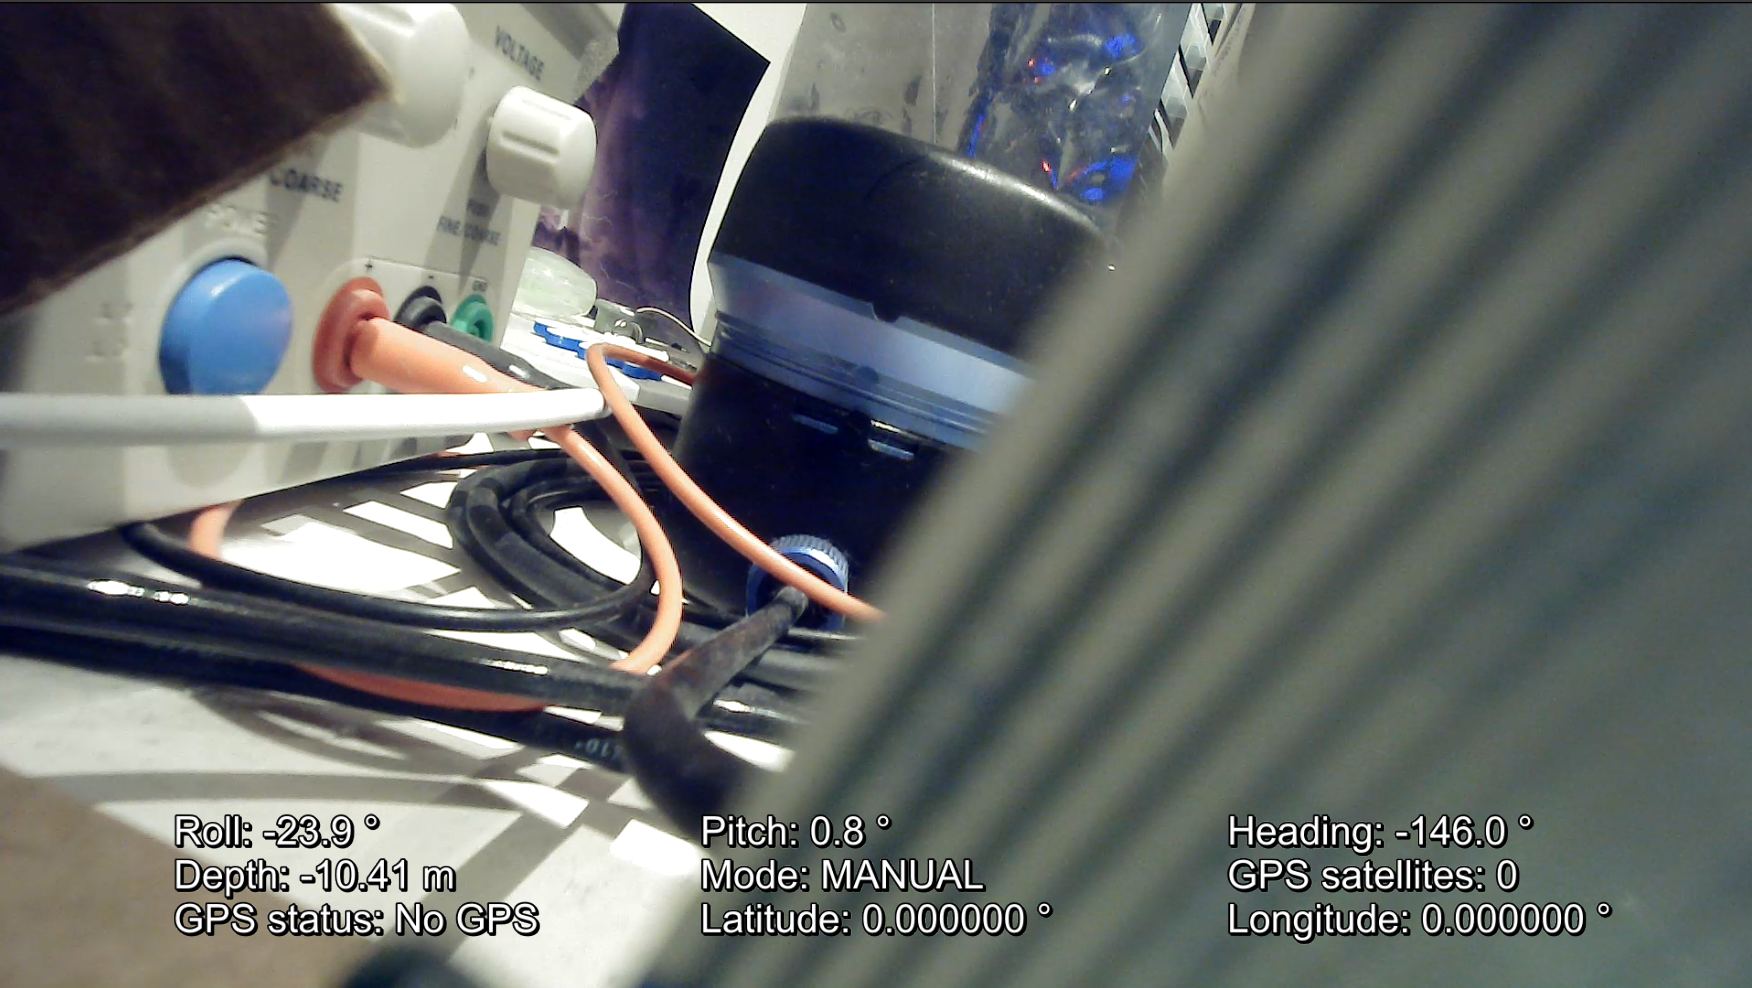 VOLTAGE
COARSE
POWER
FINE/COARSE
GND
Roll: -23.9 °
Pitch: 0.8 °
Heading: -146.0 °
Depth: -10.41 m
Mode: MANUAL
GPS satellites: 0
GPS status: No GPS
Latitude: 0.000000 °
Longitude: 0.000000 °